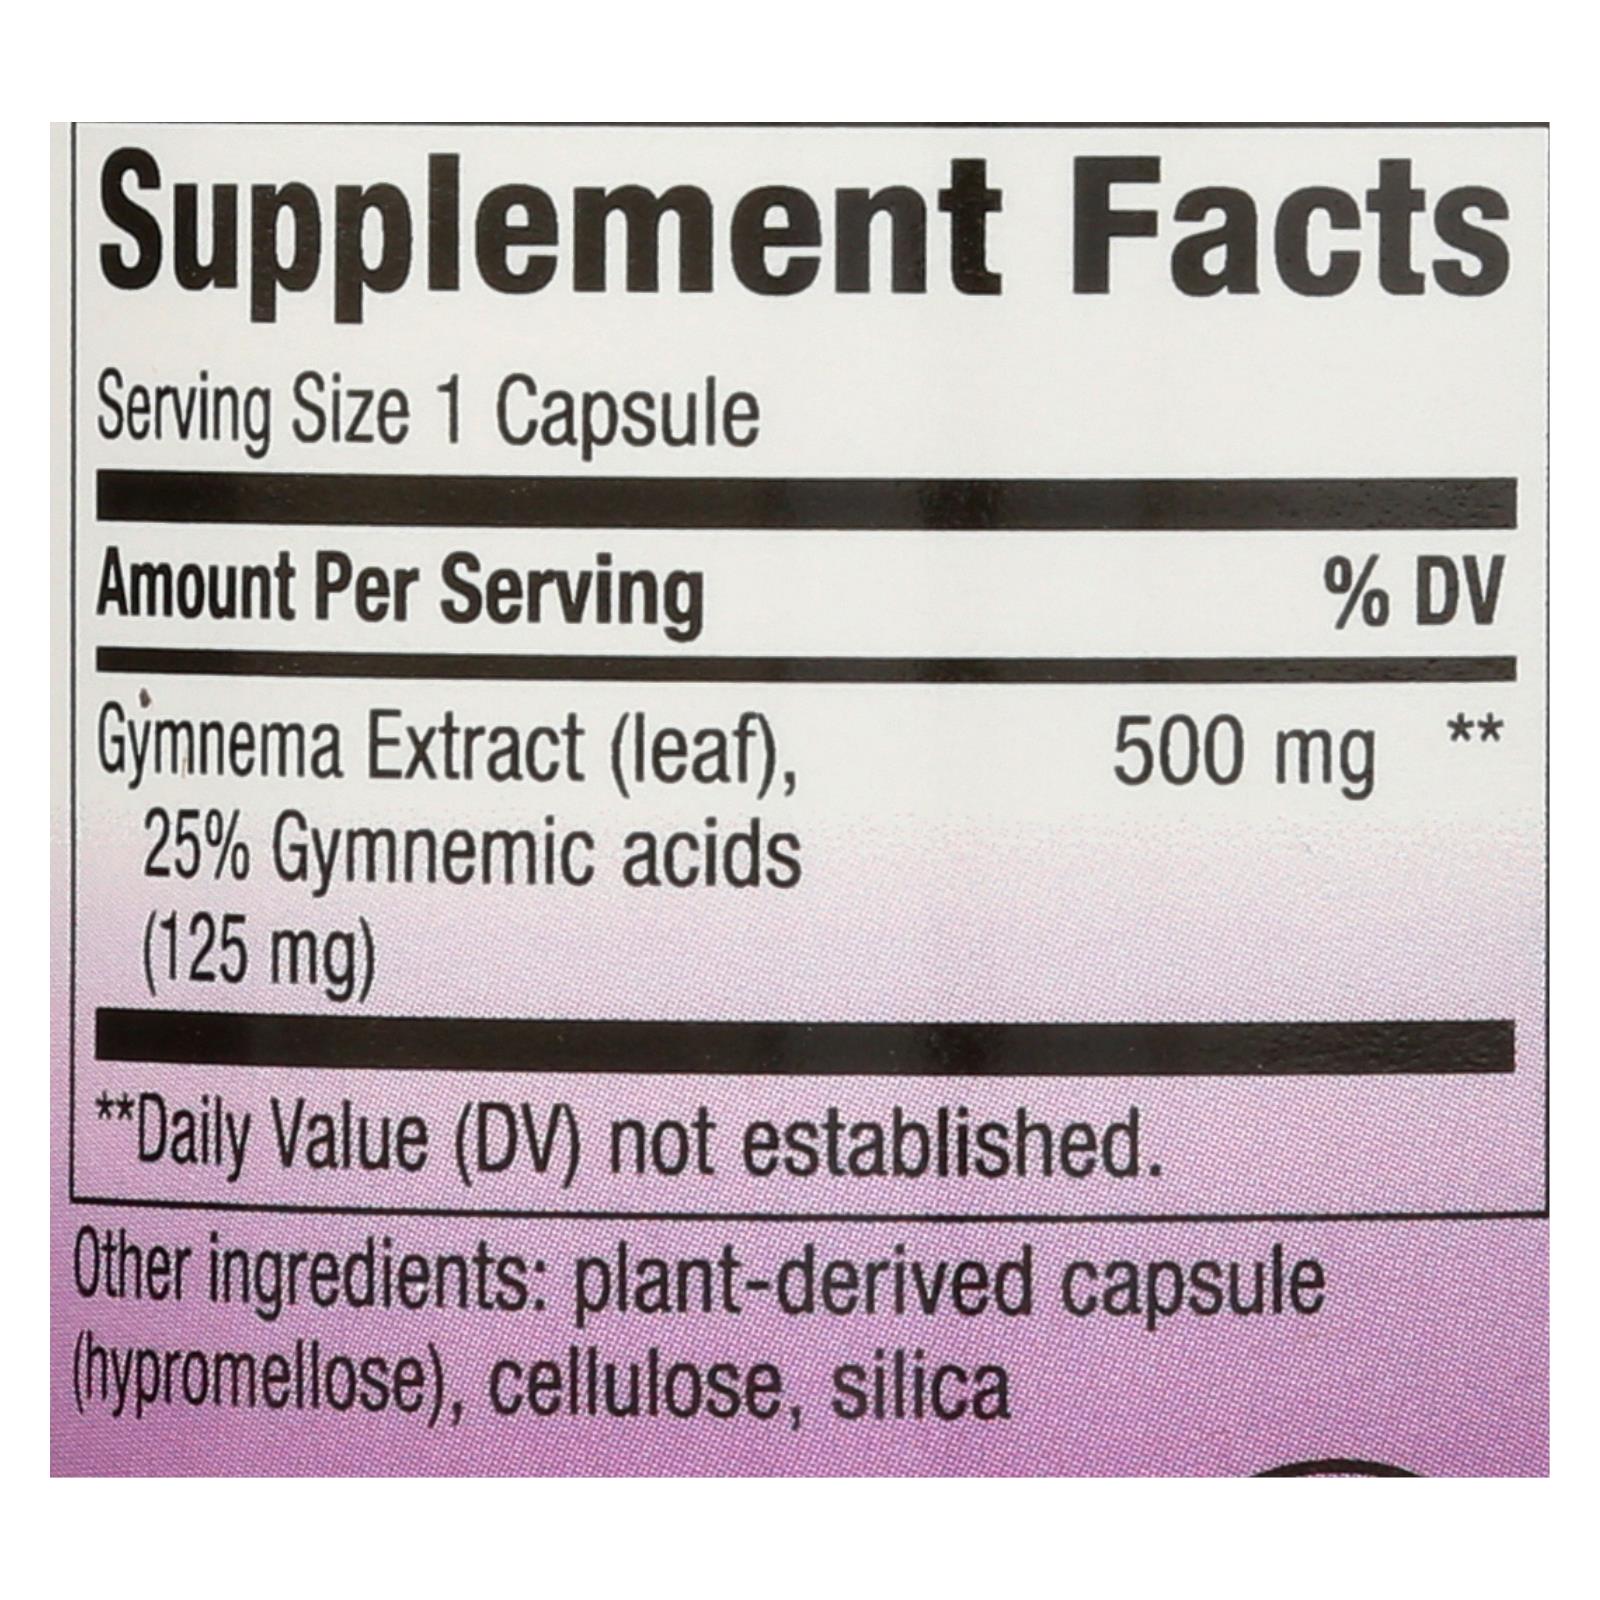 Supplement Facts
Serving Size 1 Capsule
Amount Per Serving % DV
Gymnema Extract (leaf), 500 mg **
25% Gymnemic acids
(125 mg)
**Daily Value (DV) not established.
Other ingredients: plant-derived capsule
(hypromellose), cellulose, silica